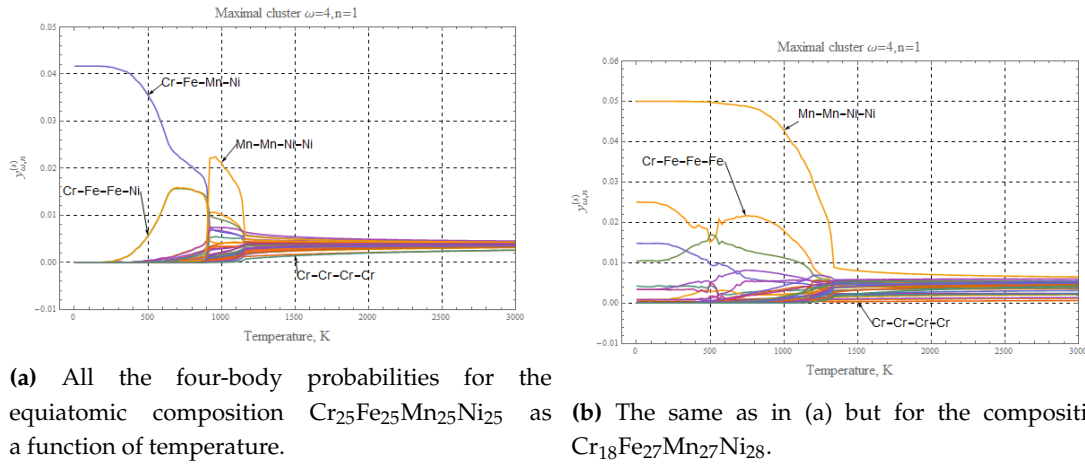 Maximal cluster ω=4,n=1
0.05
0.04
0.03
0.02
0.01
0.00
−0.01
y_{ω,n}^{(s)}
Cr−Fe−Mn−Ni
Mn−Mn−Ni−Ni
Cr−Fe−Fe−Ni
Cr−Cr−Cr−Cr
0 500 1000 1500 2000 2500 3000
Temperature, K
(a) All the four-body probabilities for the
equiatomic composition Cr₂₅Fe₂₅Mn₂₅Ni₂₅ as
a function of temperature.
Maximal cluster ω=4,n=1
0.06
0.05
0.04
0.03
0.02
0.01
0.00
−0.01
y_{ω,n}^{(s)}
Mn−Mn−Ni−Ni
Cr−Fe−Fe−Fe
Cr−Cr−Cr−Cr
0 500 1000 1500 2000 2500 3000
Temperature, K
(b) The same as in (a) but for the compositi
Cr₁₈Fe₂₇Mn₂₇Ni₂₈.